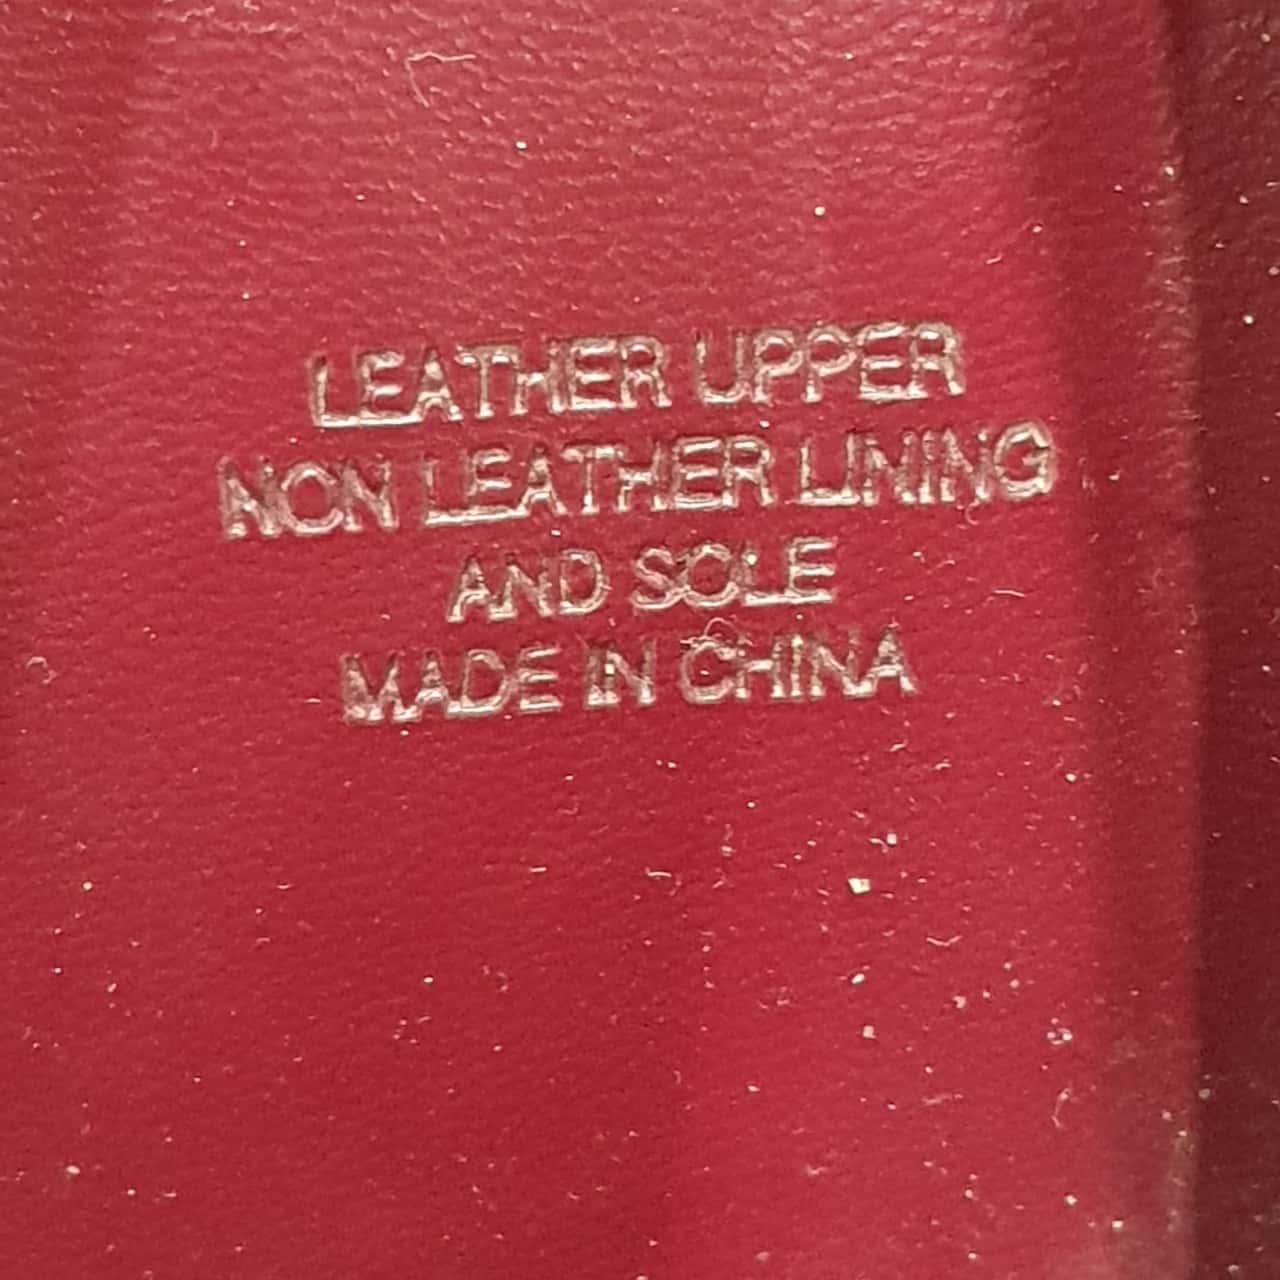 LEATHER UPPER
NON LEATHER LINING
AND SOLE
MADE IN CHINA